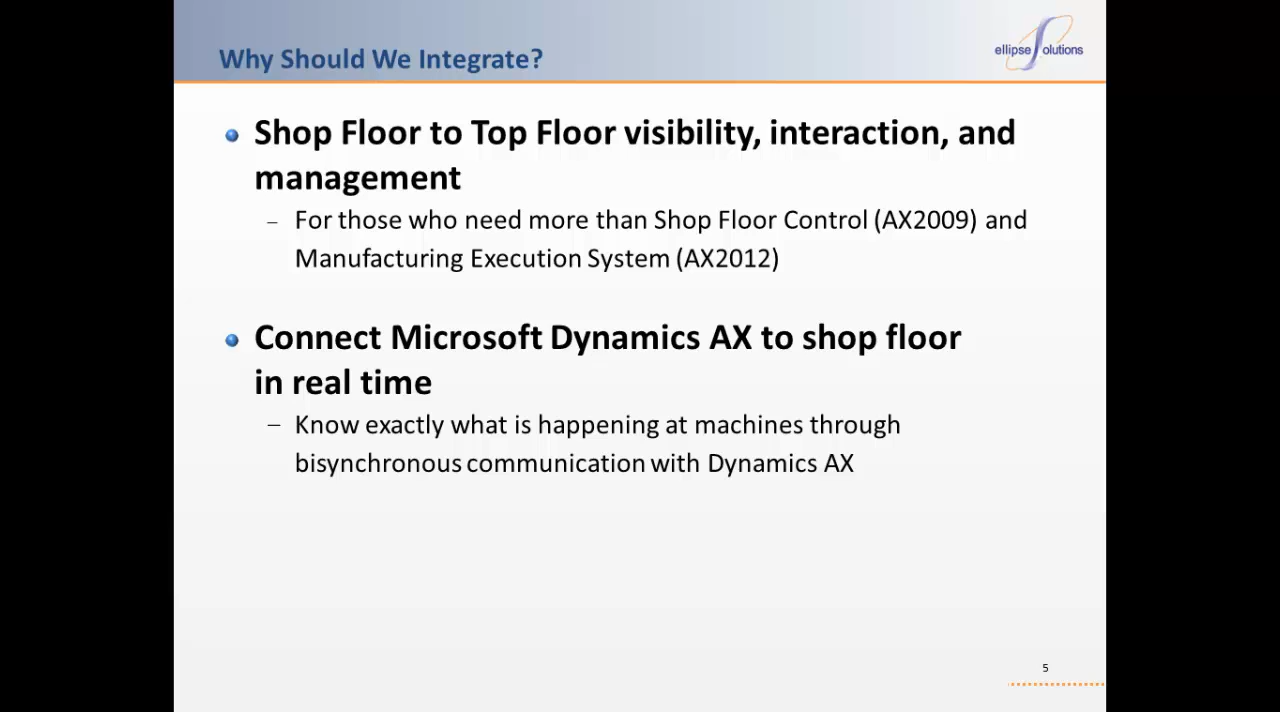 Why Should We Integrate?
ellipse Solutions
Shop Floor to Top Floor visibility, interaction, and
management
– For those who need more than Shop Floor Control (AX2009) and
Manufacturing Execution System (AX2012)
Connect Microsoft Dynamics AX to shop floor
in real time
– Know exactly what is happening at machines through
bisynchronous communication with Dynamics AX
5